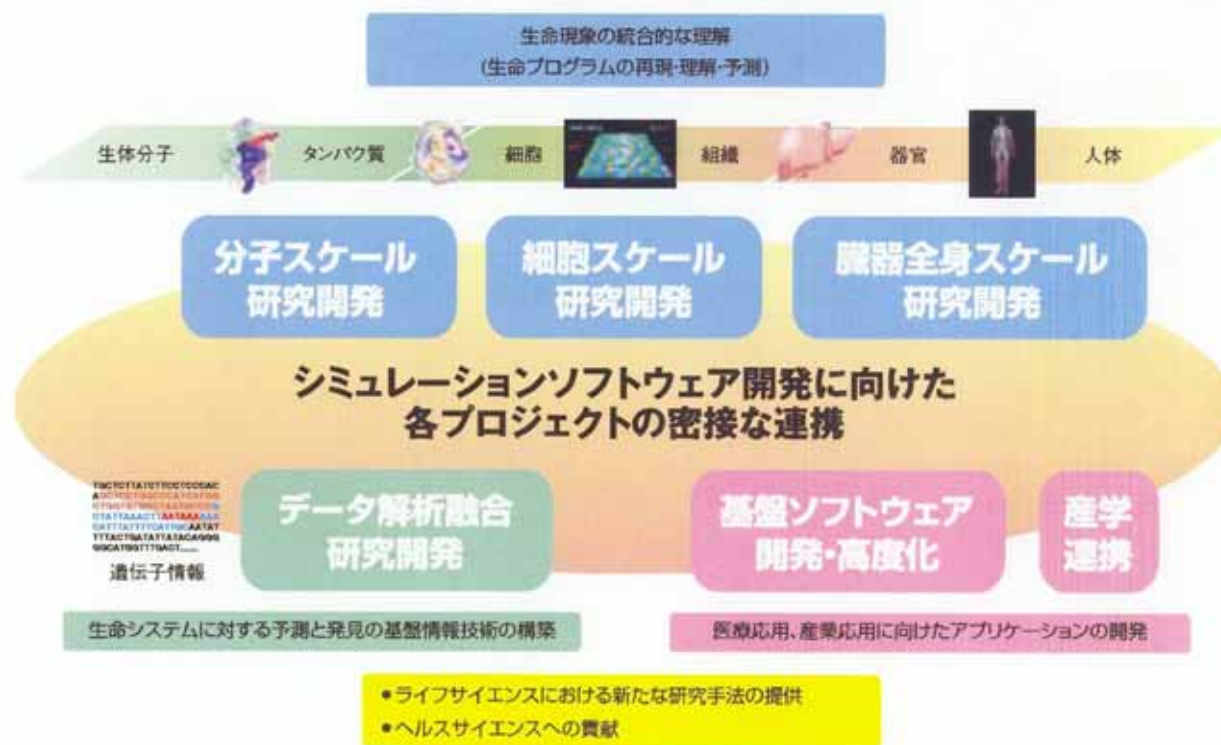 生命現象の統合的な理解
(生命プログラムの再現・理解・予測)
生体分子
タンパク質
細胞
組織
器官
人体
分子スケール
研究開発
細胞スケール
研究開発
臓器全身スケール
研究開発
シミュレーションソフトウェア開発に向けた
各プロジェクトの密接な連携
データ解析融合
研究開発
基盤ソフトウェア
開発・高度化
産学
連携
TTTACTGATATTATACAGGG
GGCATGGTTTGACT......
遺伝子情報
生命システムに対する予測と発見の基盤情報技術の構築
医療応用、産業応用に向けたアプリケーションの開発
●ライフサイエンスにおける新たな研究手法の提供
●ヘルスサイエンスへの貢献